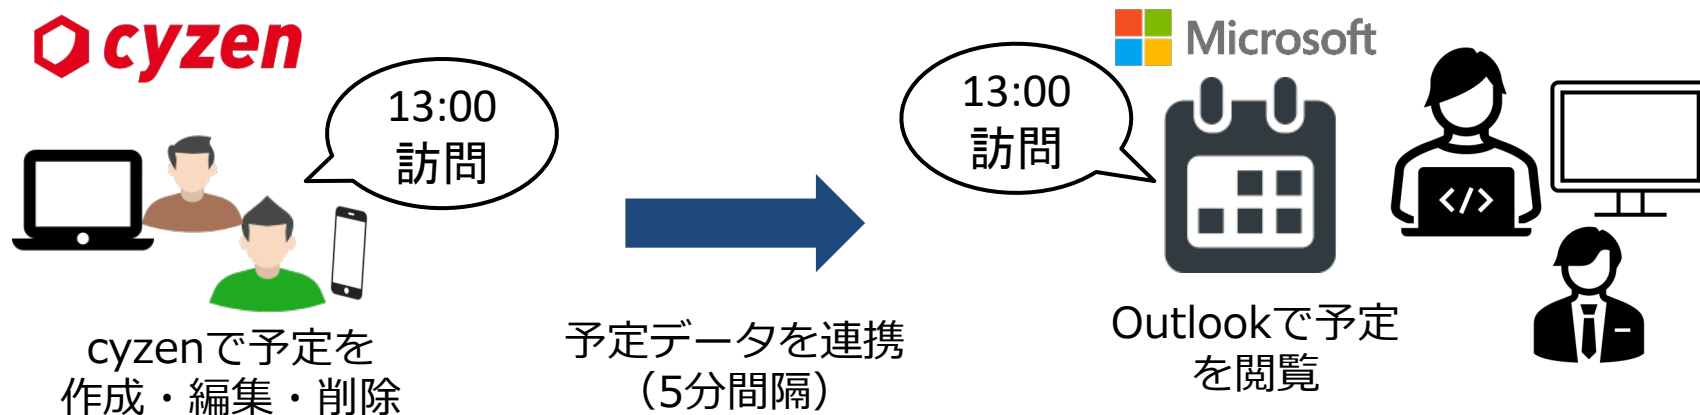 cyzen
13:00
訪問
cyzenで予定を
作成・編集・削除
予定データを連携
（5分間隔）
Microsoft
13:00
訪問
</>
Outlookで予定
を閲覧